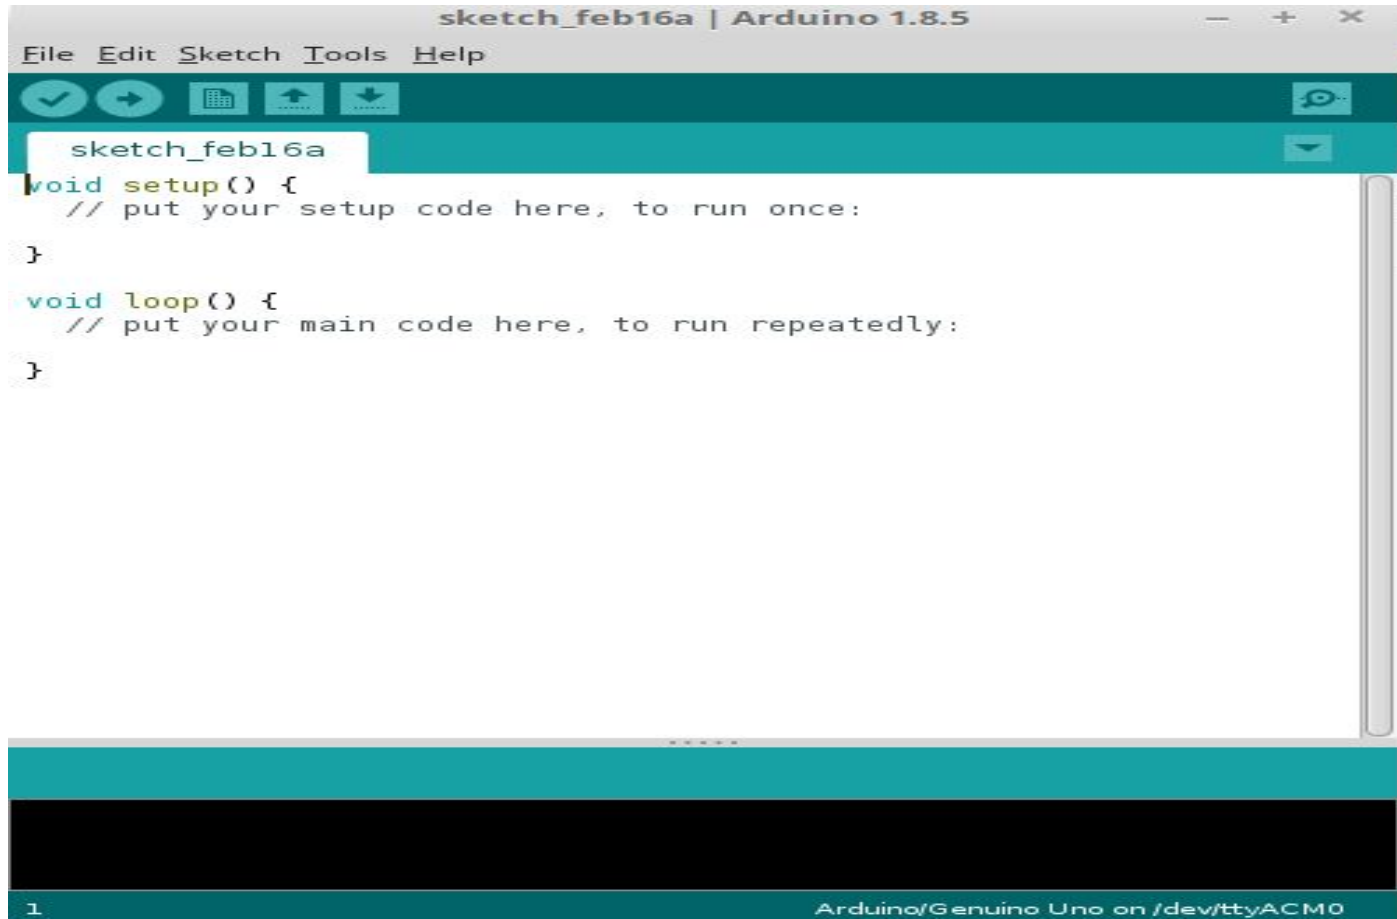 sketch_feb16a | Arduino 1.8.5
File Edit Sketch Tools Help
sketch_feb16a
void setup() {
  // put your setup code here, to run once:
}
void loop() {
  // put your main code here, to run repeatedly:
}
1 Arduino/Genuino Uno on /dev/ttyACM0